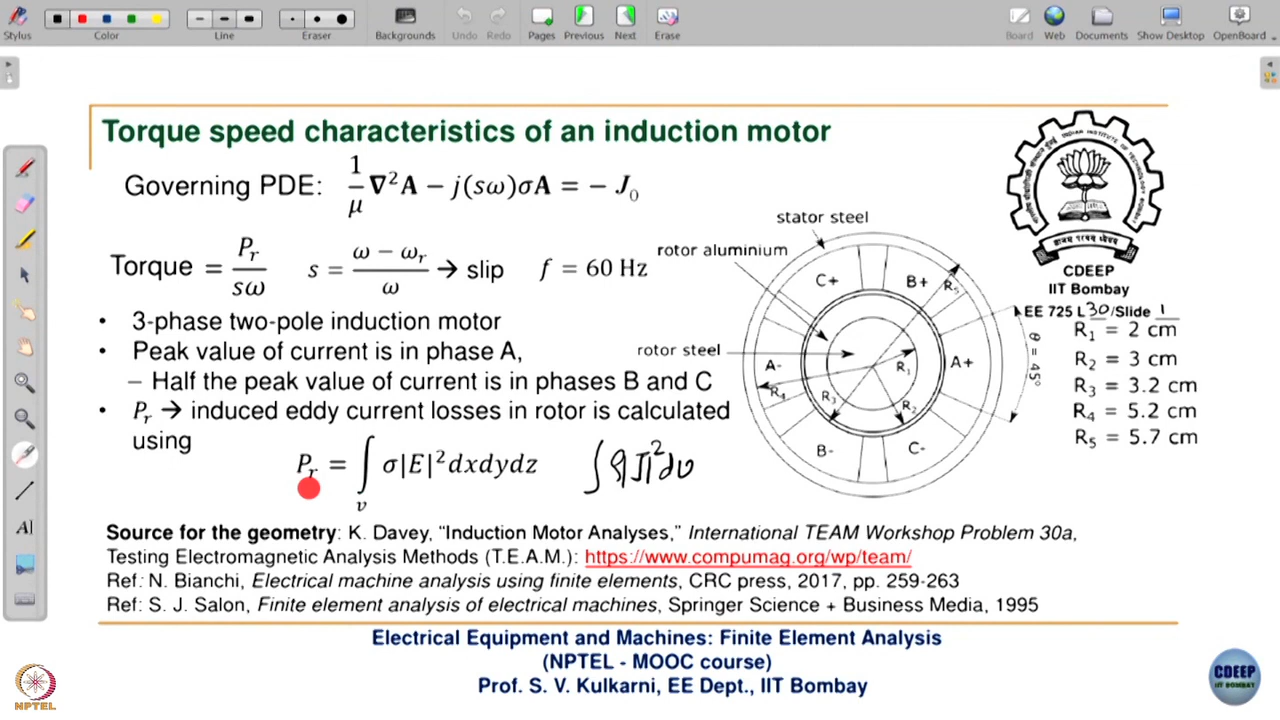 Stylus
Color
Line
Eraser
Backgrounds
Undo
Redo
Pages
Previous
Next
Erase
Board
Web
Documents
Show Desktop
OpenBoard
Torque speed characteristics of an induction motor
Governing PDE: 1/μ ∇²A − j(sω)σA = − J₀
Torque = Pᵣ/sω s = (ω − ωᵣ)/ω → slip f = 60 Hz
• 3-phase two-pole induction motor
• Peak value of current is in phase A,
– Half the peak value of current is in phases B and C
• Pᵣ → induced eddy current losses in rotor is calculated
using
Pᵣ = ∫ᵥ σ|E|²dxdydz
stator steel
rotor aluminium
rotor steel
C+
B+
A-
A+
B-
C-
R₁
R₂
R₃
R₄
R₅
θ = 45°
CDEEP
IIT Bombay
EE 725 L 30 /Slide 1
R₁ = 2 cm
R₂ = 3 cm
R₃ = 3.2 cm
R₄ = 5.2 cm
R₅ = 5.7 cm
Source for the geometry: K. Davey, “Induction Motor Analyses,” International TEAM Workshop Problem 30a,
Testing Electromagnetic Analysis Methods (T.E.A.M.): https://www.compumag.org/wp/team/
Ref: N. Bianchi, Electrical machine analysis using finite elements, CRC press, 2017, pp. 259-263
Ref: S. J. Salon, Finite element analysis of electrical machines, Springer Science + Business Media, 1995
Electrical Equipment and Machines: Finite Element Analysis
(NPTEL - MOOC course)
Prof. S. V. Kulkarni, EE Dept., IIT Bombay
NPTEL
CDEEP
IIT BOMBAY